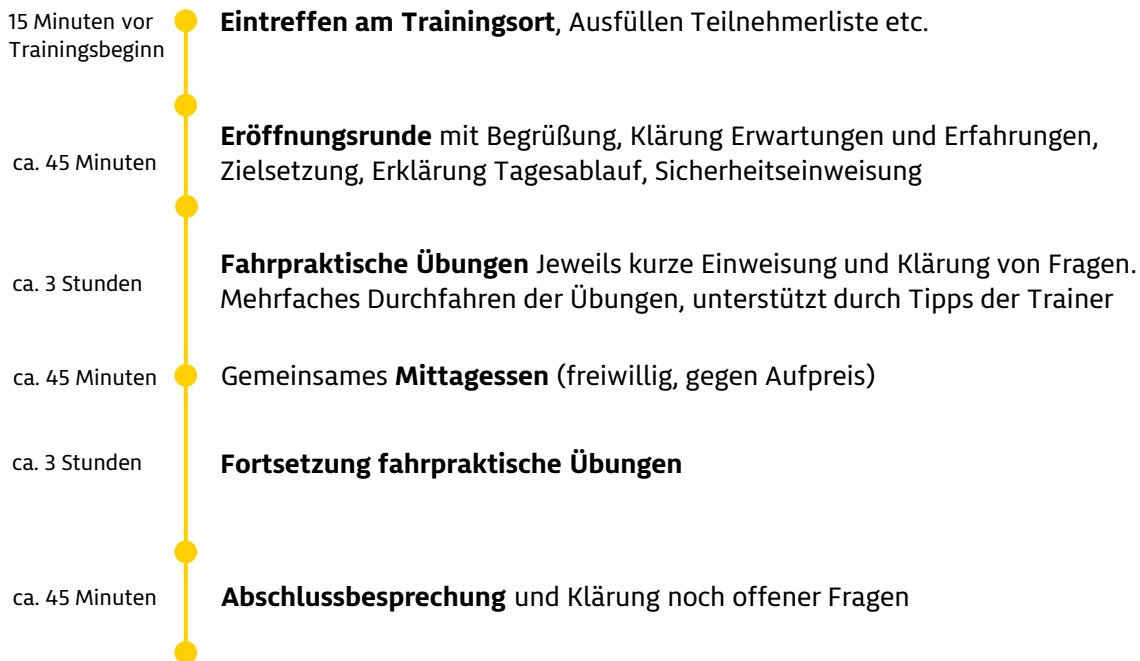 15 Minuten vor
Trainingsbeginn
Eintreffen am Trainingsort, Ausfüllen Teilnehmerliste etc.
ca. 45 Minuten
Eröffnungsrunde mit Begrüßung, Klärung Erwartungen und Erfahrungen,
Zielsetzung, Erklärung Tagesablauf, Sicherheitseinweisung
ca. 3 Stunden
Fahrpraktische Übungen Jeweils kurze Einweisung und Klärung von Fragen.
Mehrfaches Durchfahren der Übungen, unterstützt durch Tipps der Trainer
ca. 45 Minuten
Gemeinsames Mittagessen (freiwillig, gegen Aufpreis)
ca. 3 Stunden
Fortsetzung fahrpraktische Übungen
ca. 45 Minuten
Abschlussbesprechung und Klärung noch offener Fragen